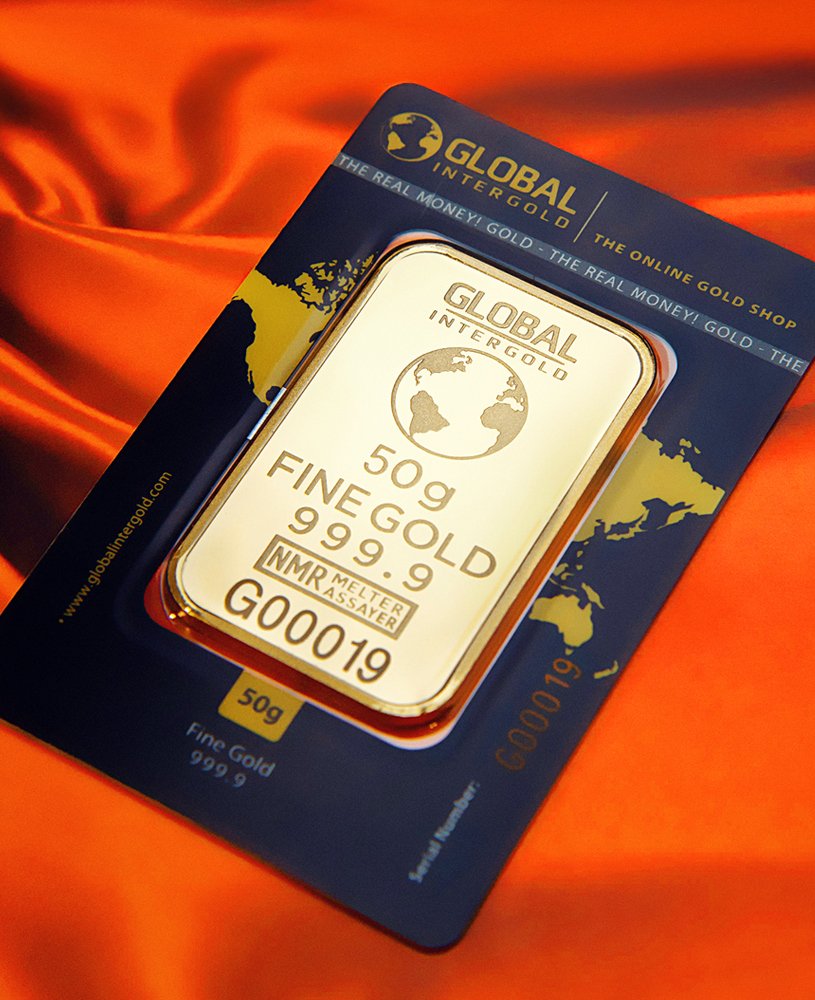 GLOBAL
INTERGOLD
THE ONLINE GOLD SHOP
THE REAL MONEY! GOLD - THE REAL MONEY! GOLD - THE
GLOBAL
INTERGOLD
50g
FINE GOLD
999.9
NMR MELTER
ASSAYER
G00019
* www.globalintergold.com
50g
Fine Gold
999.9
Serial Number:
G00019